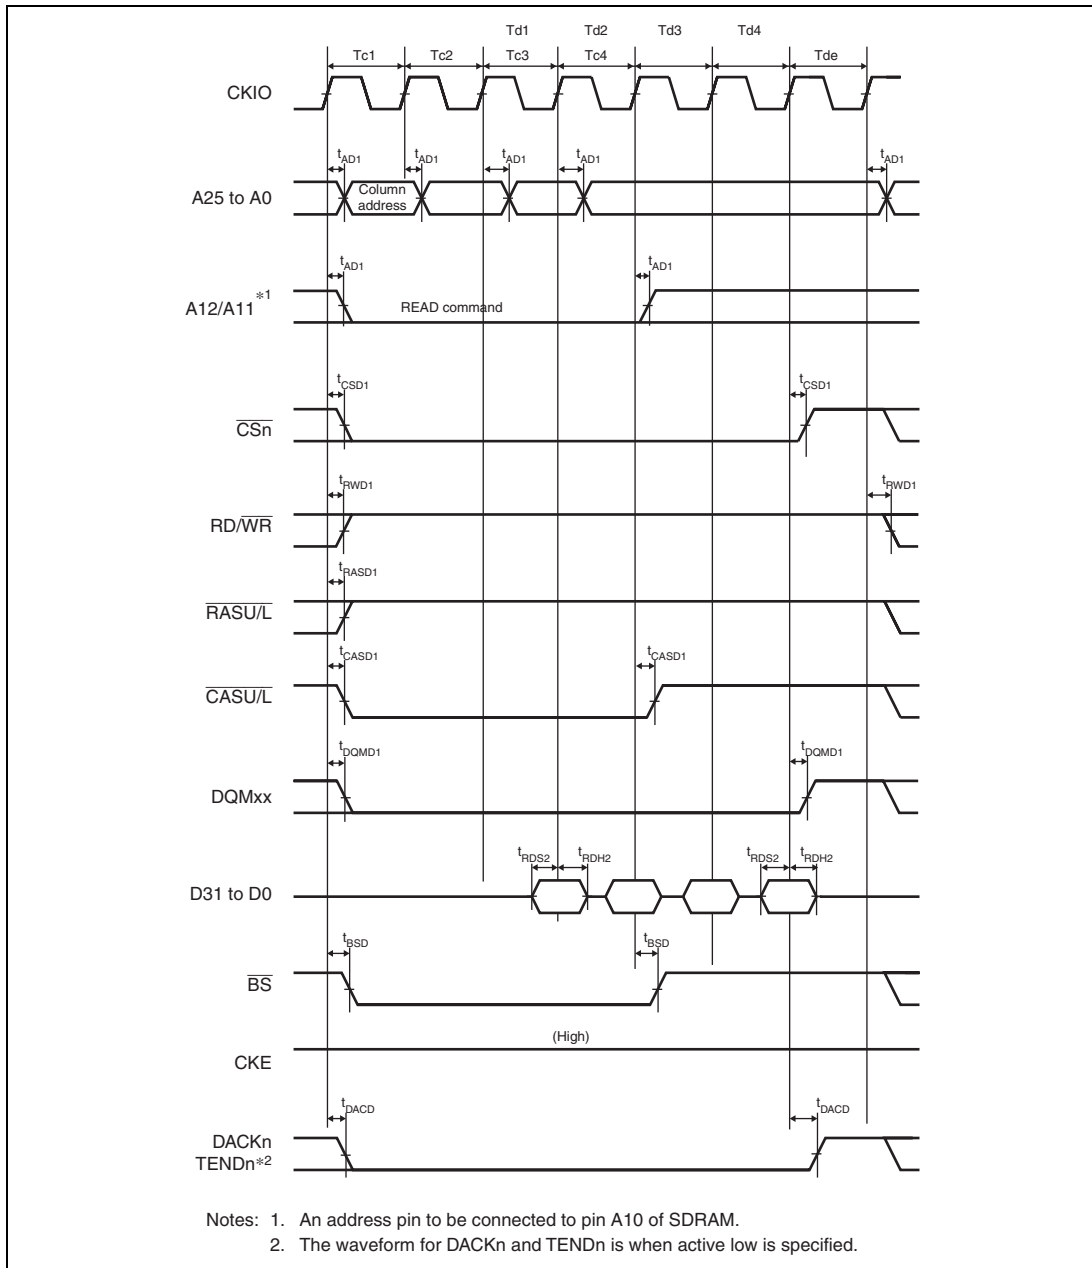 Td1 Td2 Td3 Td4
Tc1 Tc2 Tc3 Tc4 Tde
CKIO
tAD1 tAD1 tAD1 tAD1 tAD1
A25 to A0
Column
address
tAD1 tAD1
A12/A11*1
READ command
tCSD1 tCSD1
CSn
tRWD1 tRWD1
RD/WR
tRASD1
RASU/L
tCASD1 tCASD1
CASU/L
tDQMD1 tDQMD1
DQMxx
tRDS2 tRDH2 tRDS2 tRDH2
D31 to D0
tBSD tBSD
BS
(High)
CKE
tDACD tDACD
DACKn
TENDn*2
Notes: 1. An address pin to be connected to pin A10 of SDRAM.
2. The waveform for DACKn and TENDn is when active low is specified.